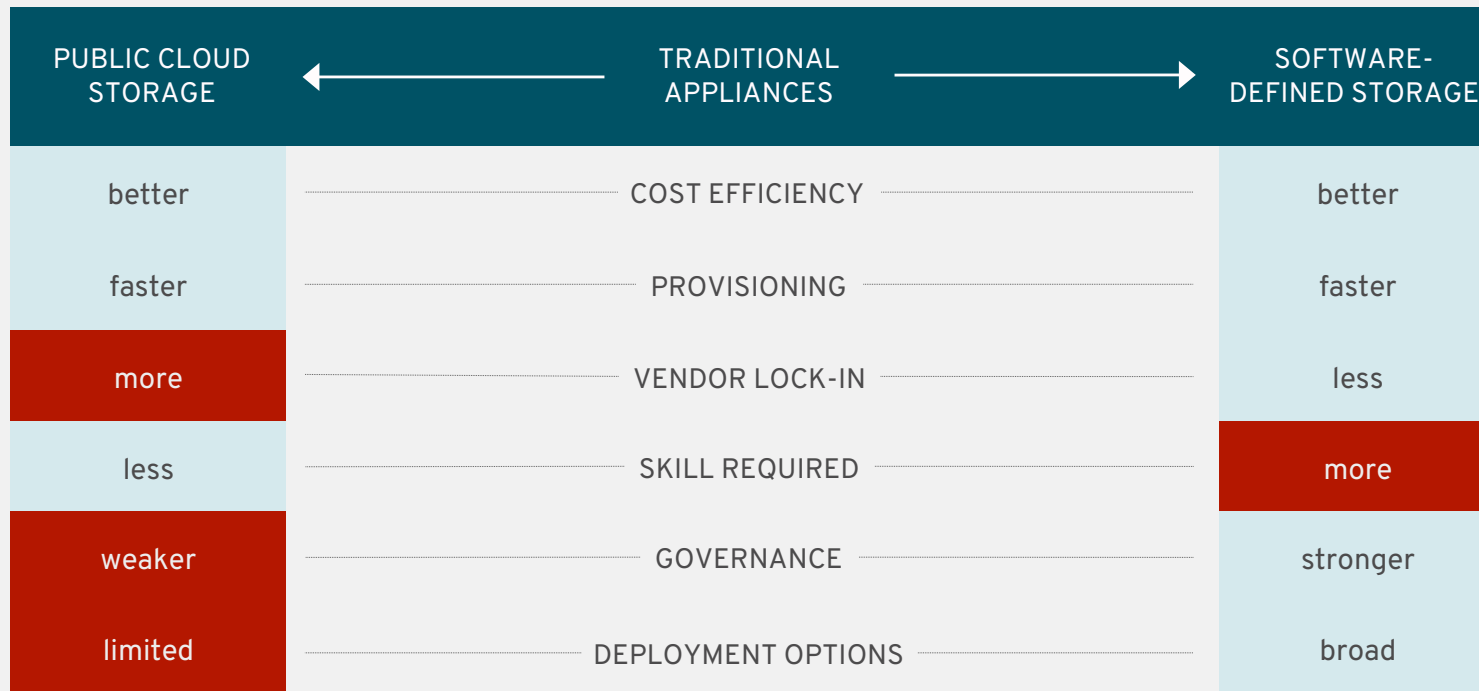 PUBLIC CLOUD
STORAGE
TRADITIONAL
APPLIANCES
SOFTWARE-
DEFINED STORAGE
better
COST EFFICIENCY
better
faster
PROVISIONING
faster
more
VENDOR LOCK-IN
less
less
SKILL REQUIRED
more
weaker
GOVERNANCE
stronger
limited
DEPLOYMENT OPTIONS
broad